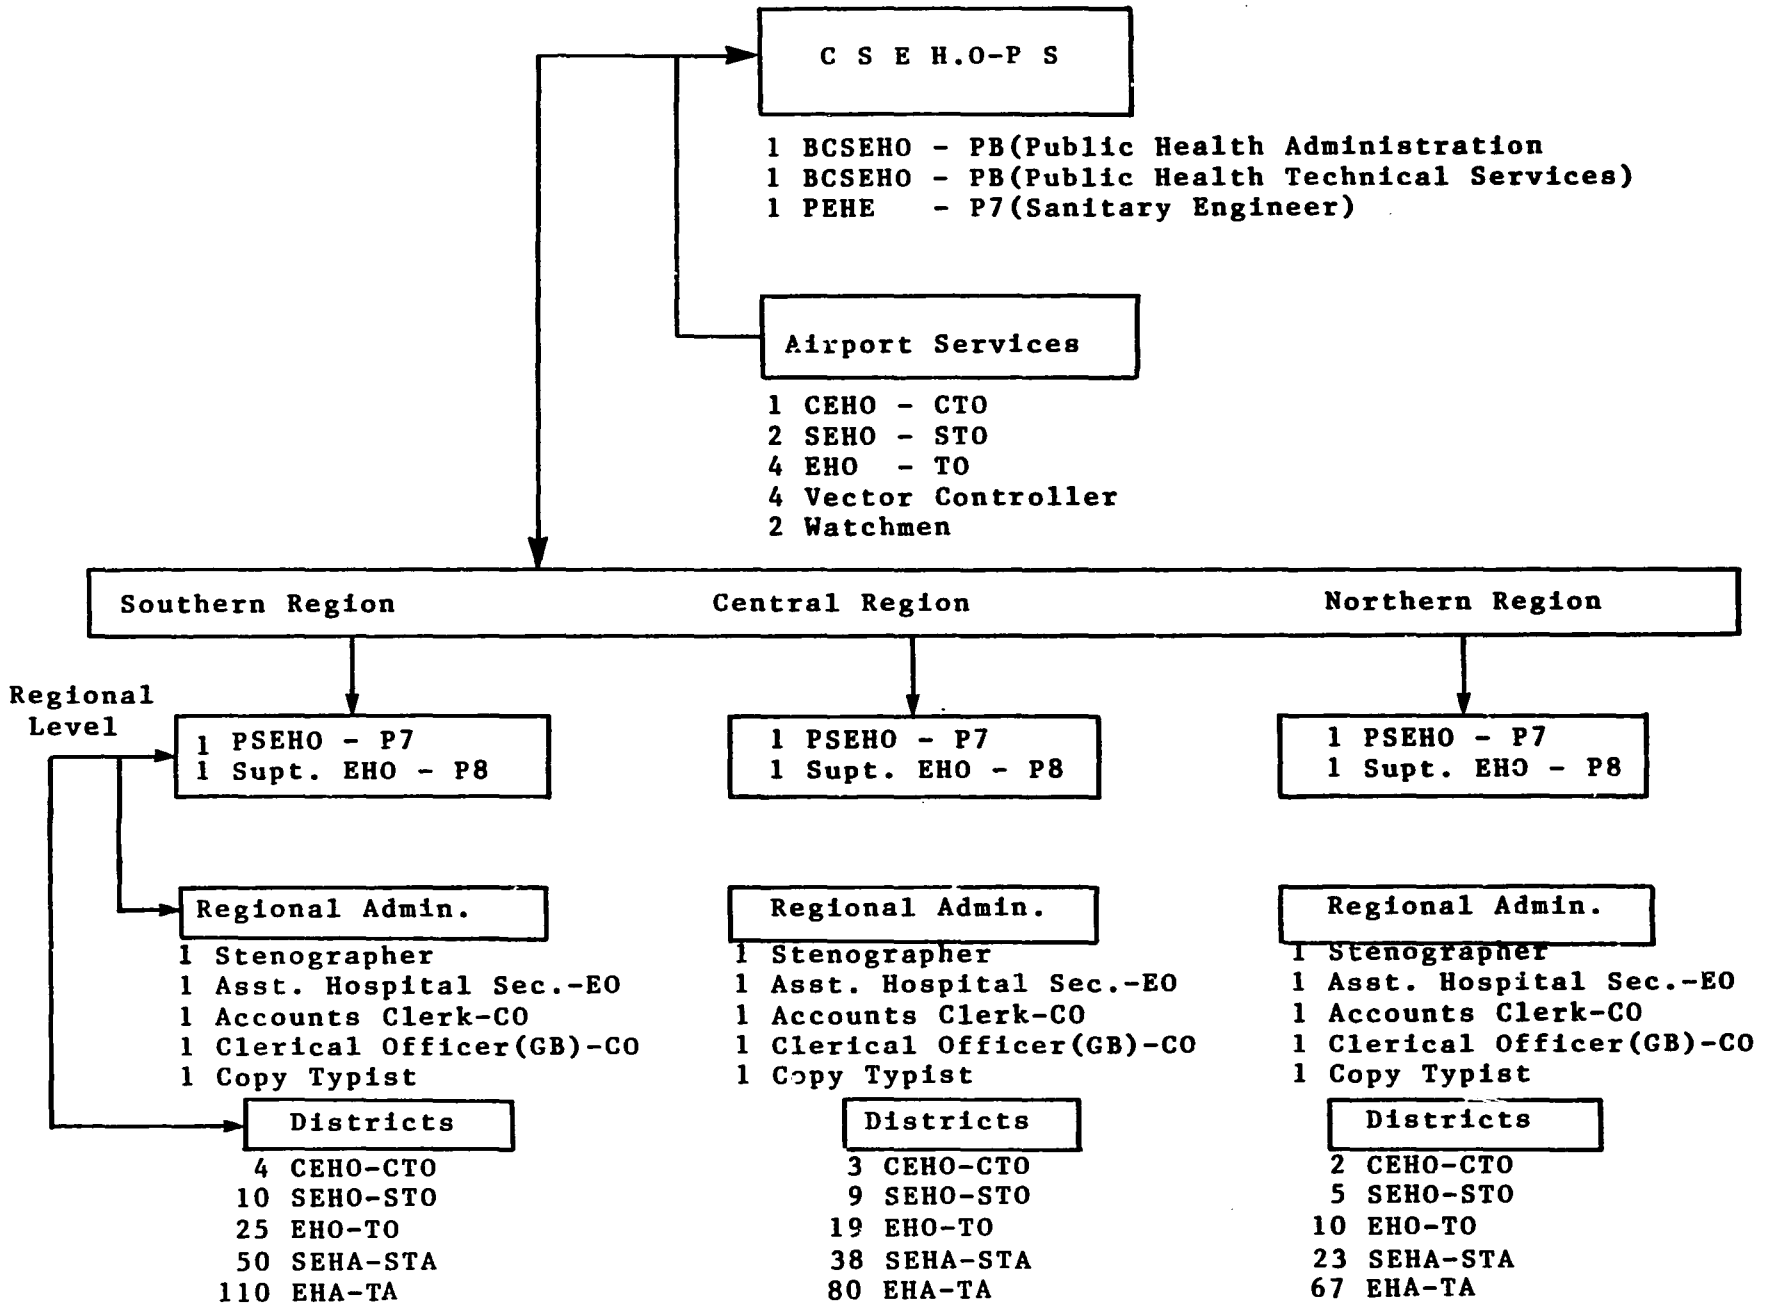 C S E H.O-P S
1 BCSEHO - PB(Public Health Administration
1 BCSEHO - PB(Public Health Technical Services)
1 PEHE - P7(Sanitary Engineer)
Airport Services
1 CEHO - CTO
2 SEHO - STO
4 EHO - TO
4 Vector Controller
2 Watchmen
Southern Region
Central Region
Northern Region
Regional
Level
1 PSEHO - P7
1 Supt. EHO - P8
1 PSEHO - P7
1 Supt. EHO - P8
1 PSEHO - P7
1 Supt. EHO - P8
Regional Admin.
1 Stenographer
1 Asst. Hospital Sec.-EO
1 Accounts Clerk-CO
1 Clerical Officer(GB)-CO
1 Copy Typist
Regional Admin.
1 Stenographer
1 Asst. Hospital Sec.-EO
1 Accounts Clerk-CO
1 Clerical Officer(GB)-CO
1 Copy Typist
Regional Admin.
1 Stenographer
1 Asst. Hospital Sec.-EO
1 Accounts Clerk-CO
1 Clerical Officer(GB)-CO
1 Copy Typist
Districts
4 CEHO-CTO
10 SEHO-STO
25 EHO-TO
50 SEHA-STA
110 EHA-TA
Districts
3 CEHO-CTO
9 SEHO-STO
19 EHO-TO
38 SEHA-STA
80 EHA-TA
Districts
2 CEHO-CTO
5 SEHO-STO
10 EHO-TO
23 SEHA-STA
67 EHA-TA